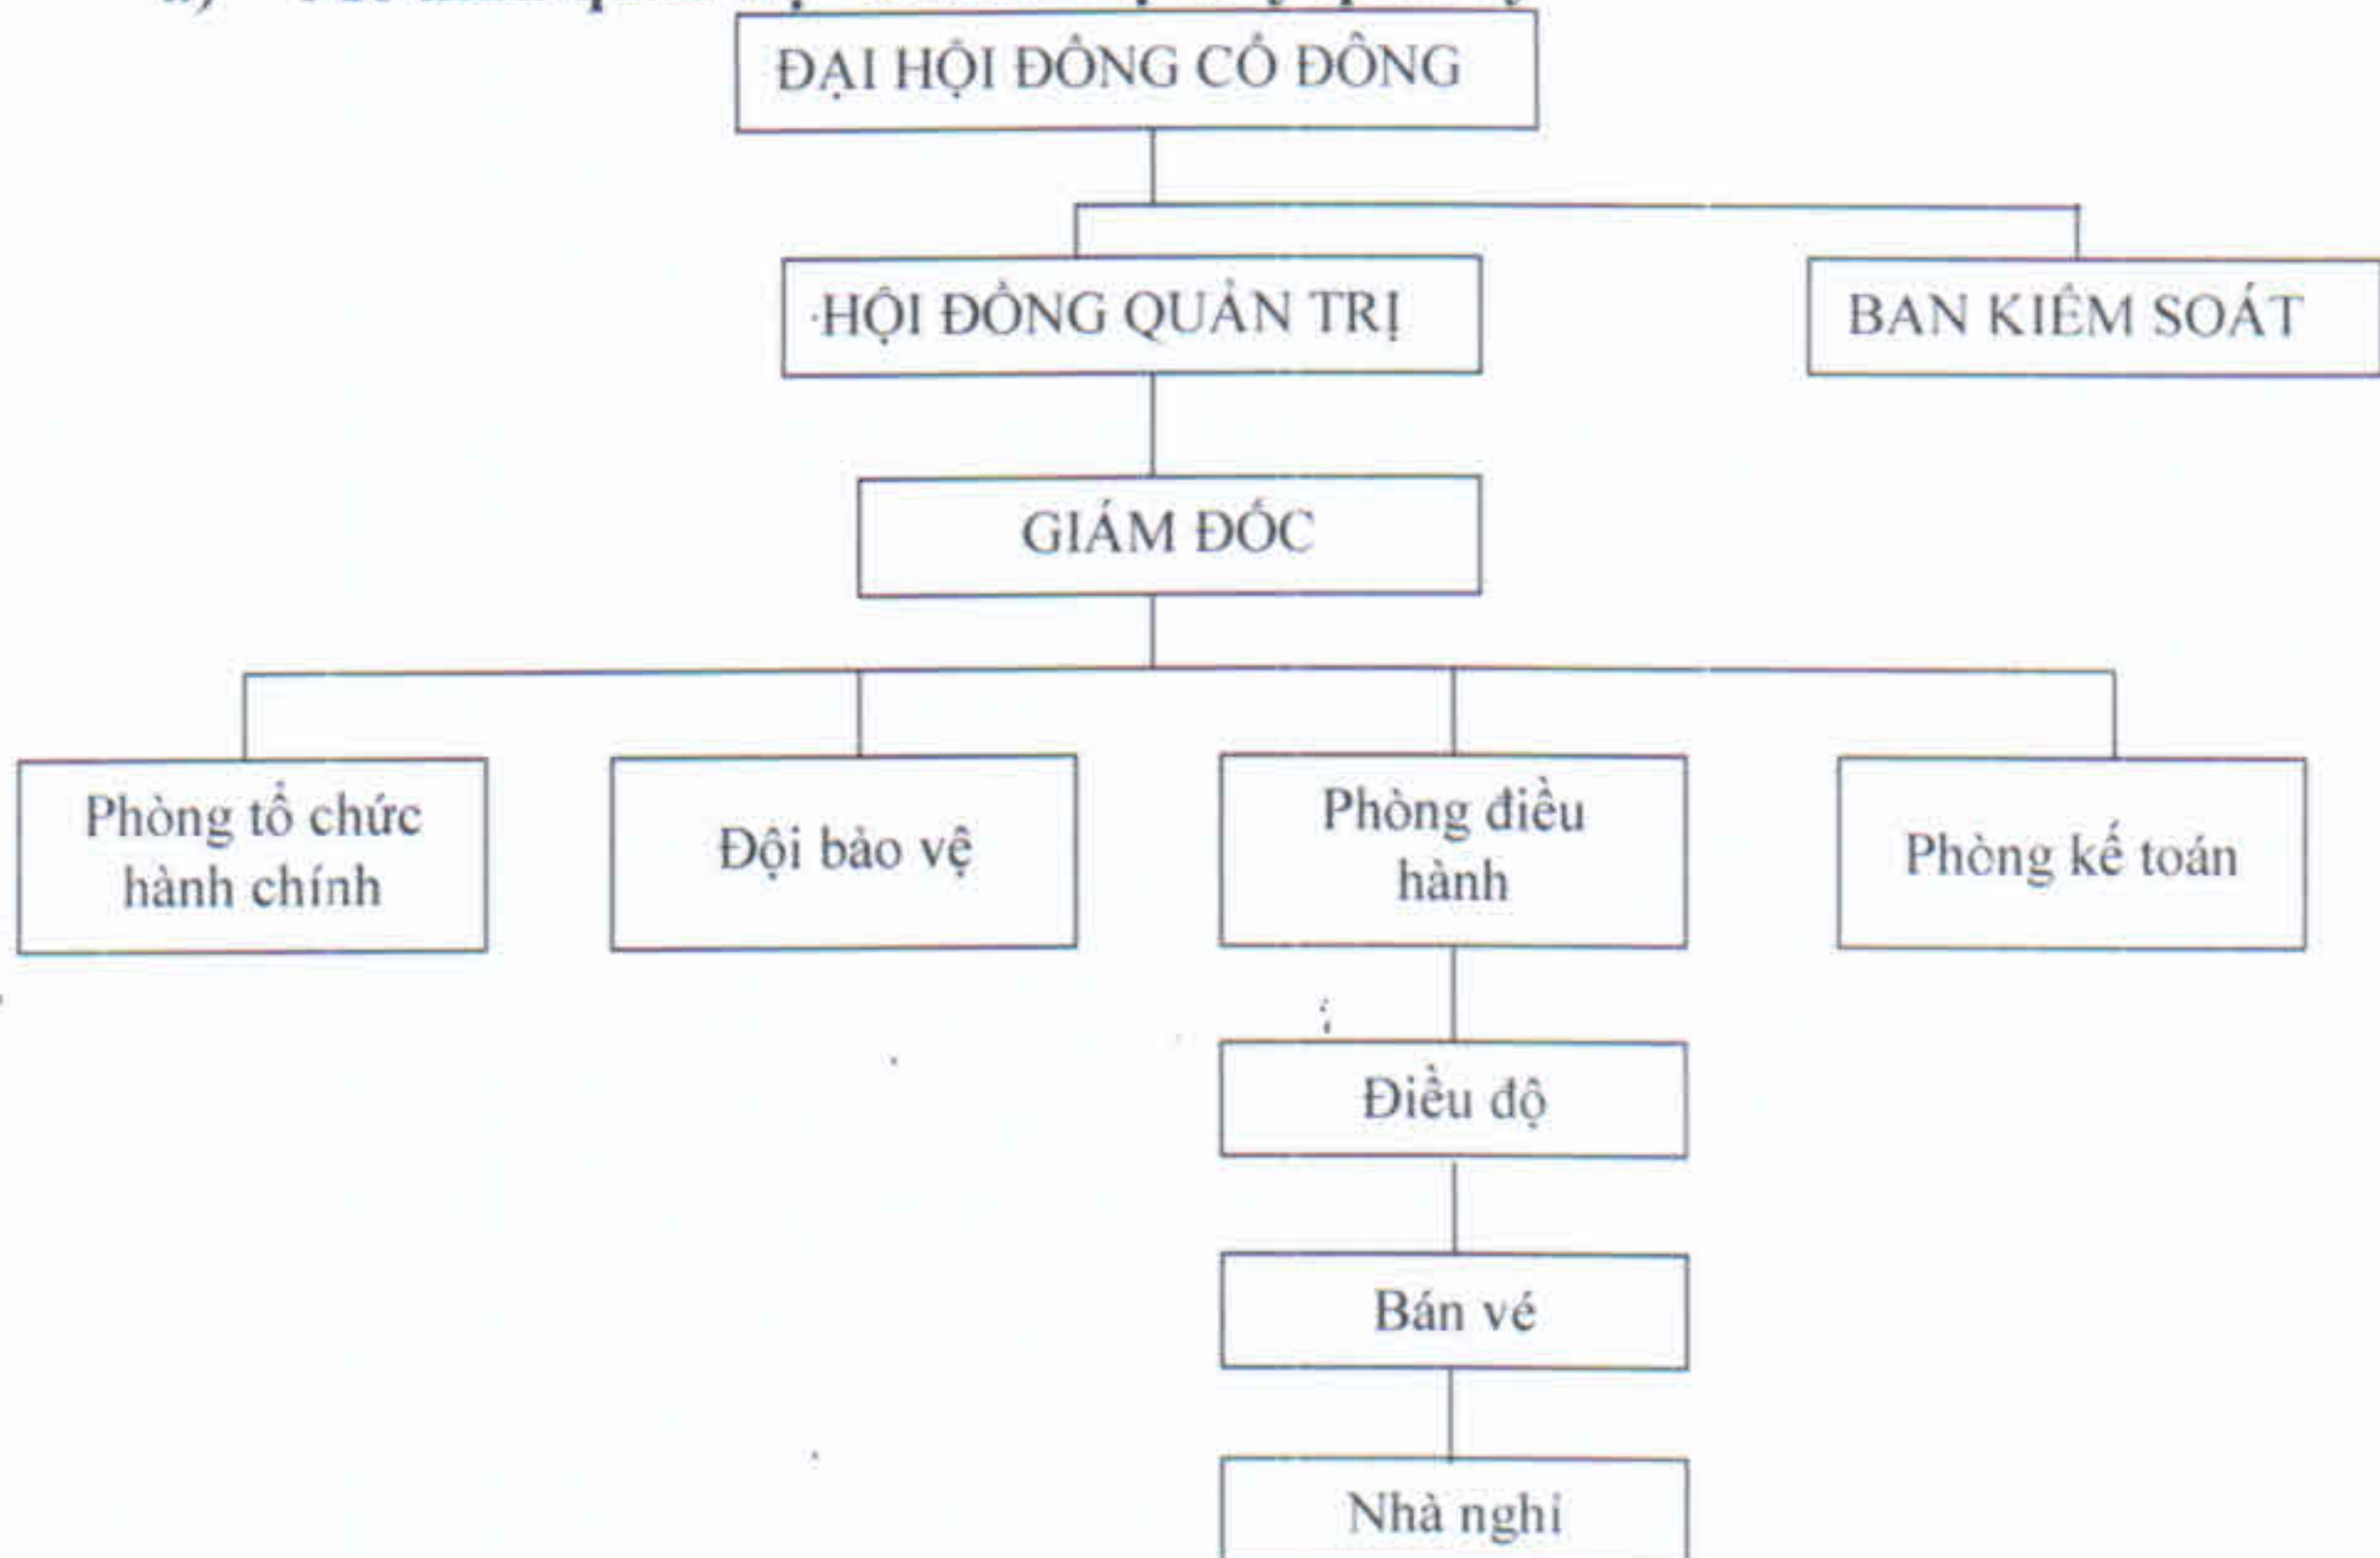 ĐẠI HỘI ĐỒNG CỔ ĐÔNG
HỘI ĐỒNG QUẢN TRỊ
BAN KIỂM SOÁT
GIÁM ĐỐC
Phòng tổ chức
hành chính
Đội bảo vệ
Phòng điều
hành
Phòng kế toán
Điều độ
Bán vé
Nhà nghỉ